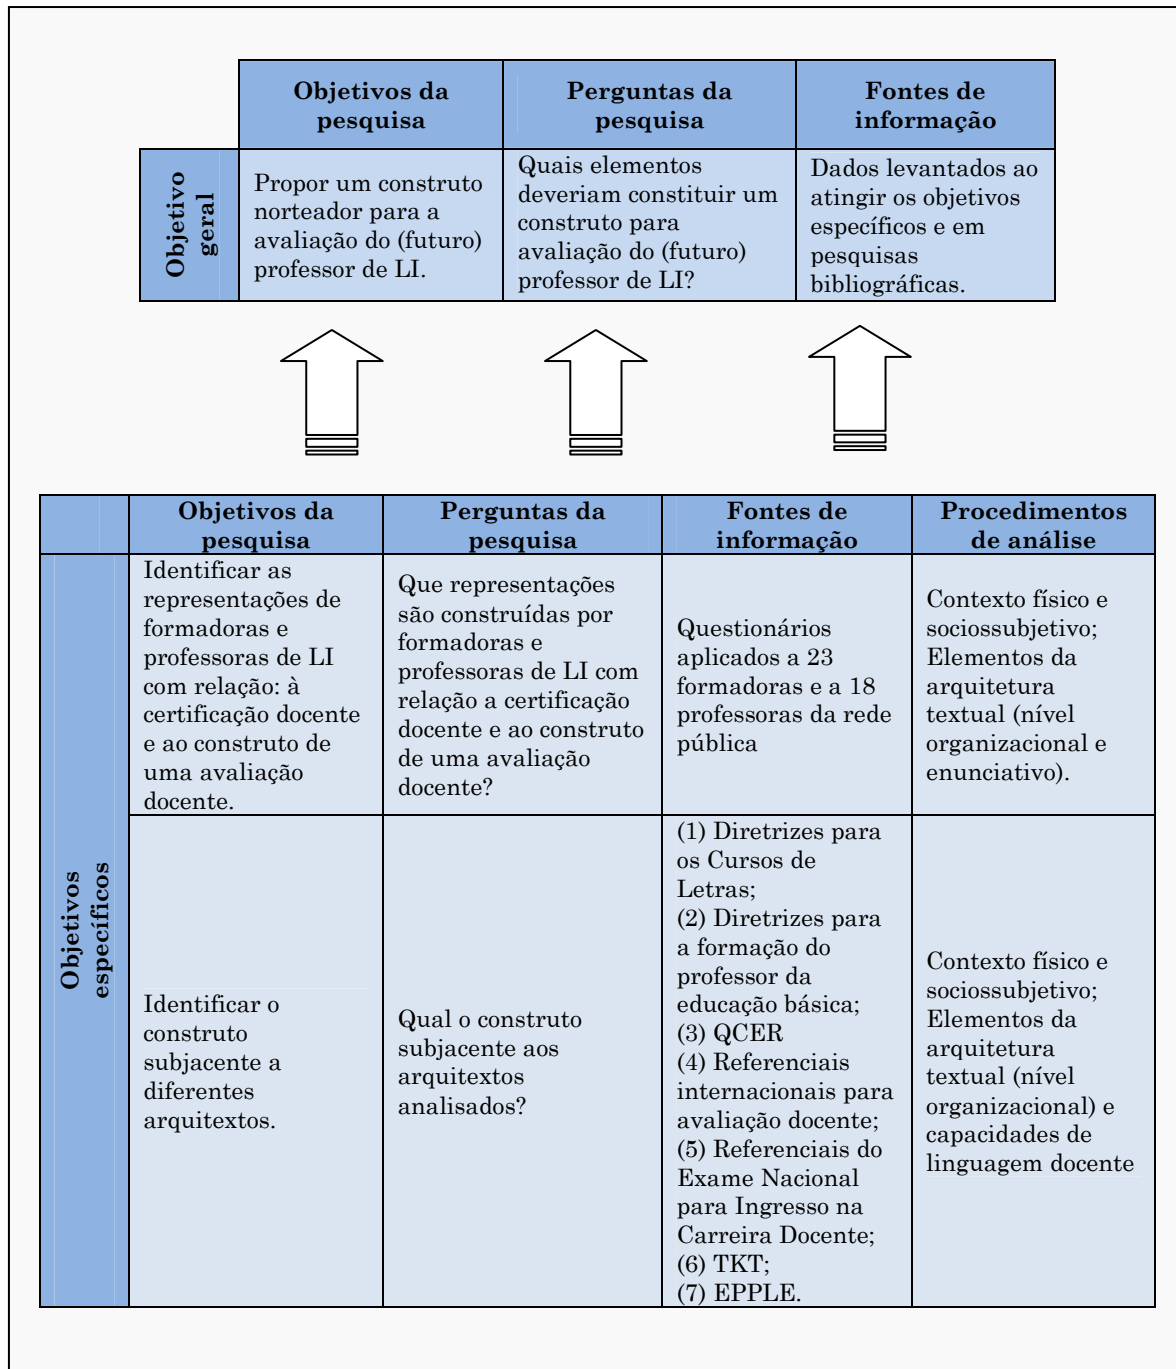 Objetivos da
pesquisa
Perguntas da
pesquisa
Fontes de
informação
Objetivo
geral
Propor um construto
norteador para a
avaliação do (futuro)
professor de LI.
Quais elementos
deveriam constituir um
construto para
avaliação do (futuro)
professor de LI?
Dados levantados ao
atingir os objetivos
específicos e em
pesquisas
bibliográficas.
Objetivos da
pesquisa
Perguntas da
pesquisa
Fontes de
informação
Procedimentos
de análise
Objetivos
específicos
Identificar as
representações de
formadoras e
professoras de LI
com relação: à
certificação docente
e ao construto de
uma avaliação
docente.
Que representações
são construídas por
formadoras e
professoras de LI com
relação a certificação
docente e ao construto
de uma avaliação
docente?
Questionários
aplicados a 23
formadoras e a 18
professoras da rede
pública
Contexto físico e
sociossubjetivo;
Elementos da
arquitetura
textual (nível
organizacional e
enunciativo).
Identificar o
construto
subjacente a
diferentes
arquitextos.
Qual o construto
subjacente aos
arquitextos
analisados?
(1) Diretrizes para
os Cursos de
Letras;
(2) Diretrizes para
a formação do
professor da
educação básica;
(3) QCER
(4) Referenciais
internacionais para
avaliação docente;
(5) Referenciais do
Exame Nacional
para Ingresso na
Carreira Docente;
(6) TKT;
(7) EPPLE.
Contexto físico e
sociossubjetivo;
Elementos da
arquitetura
textual (nível
organizacional) e
capacidades de
linguagem docente